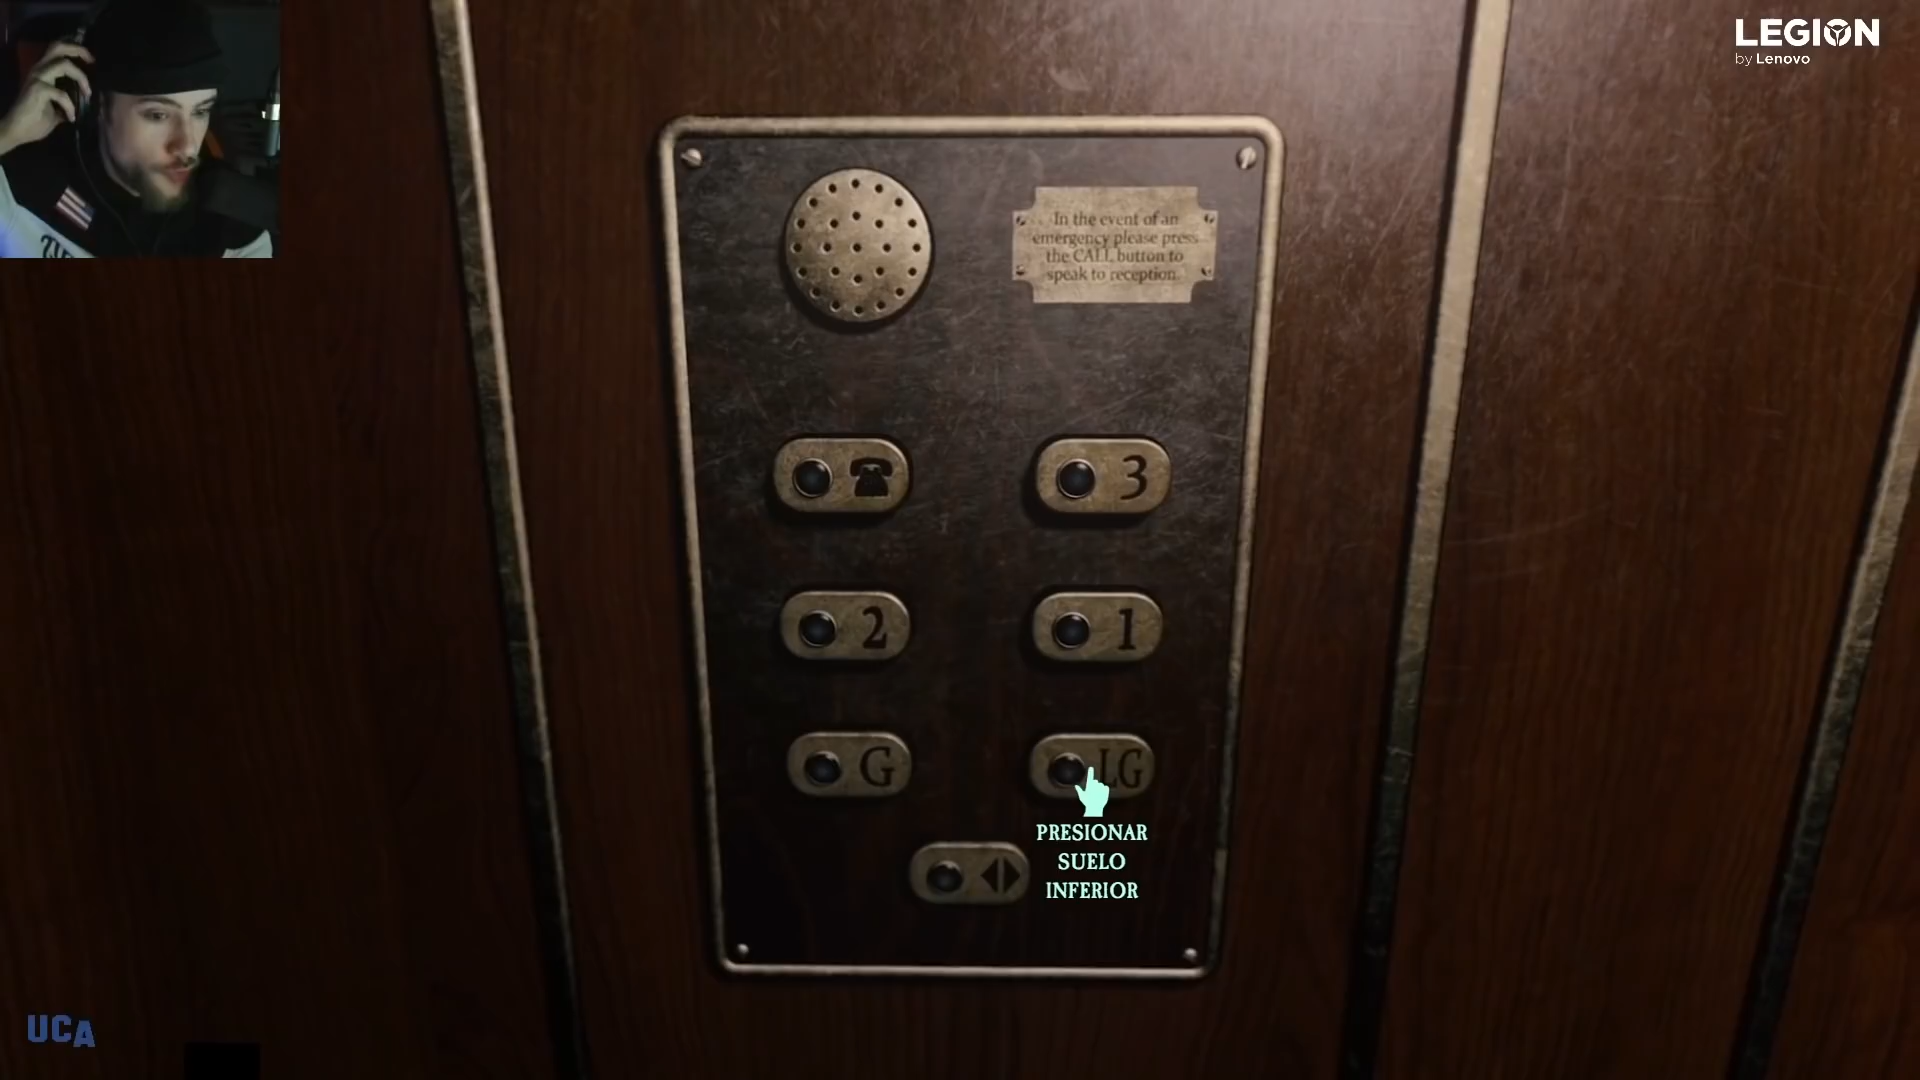 LEGION
by Lenovo
In the event of an
emergency please press
the CALL button to
speak to reception.
3
2
1
G
LG
PRESIONAR
SUELO
INFERIOR
UCA